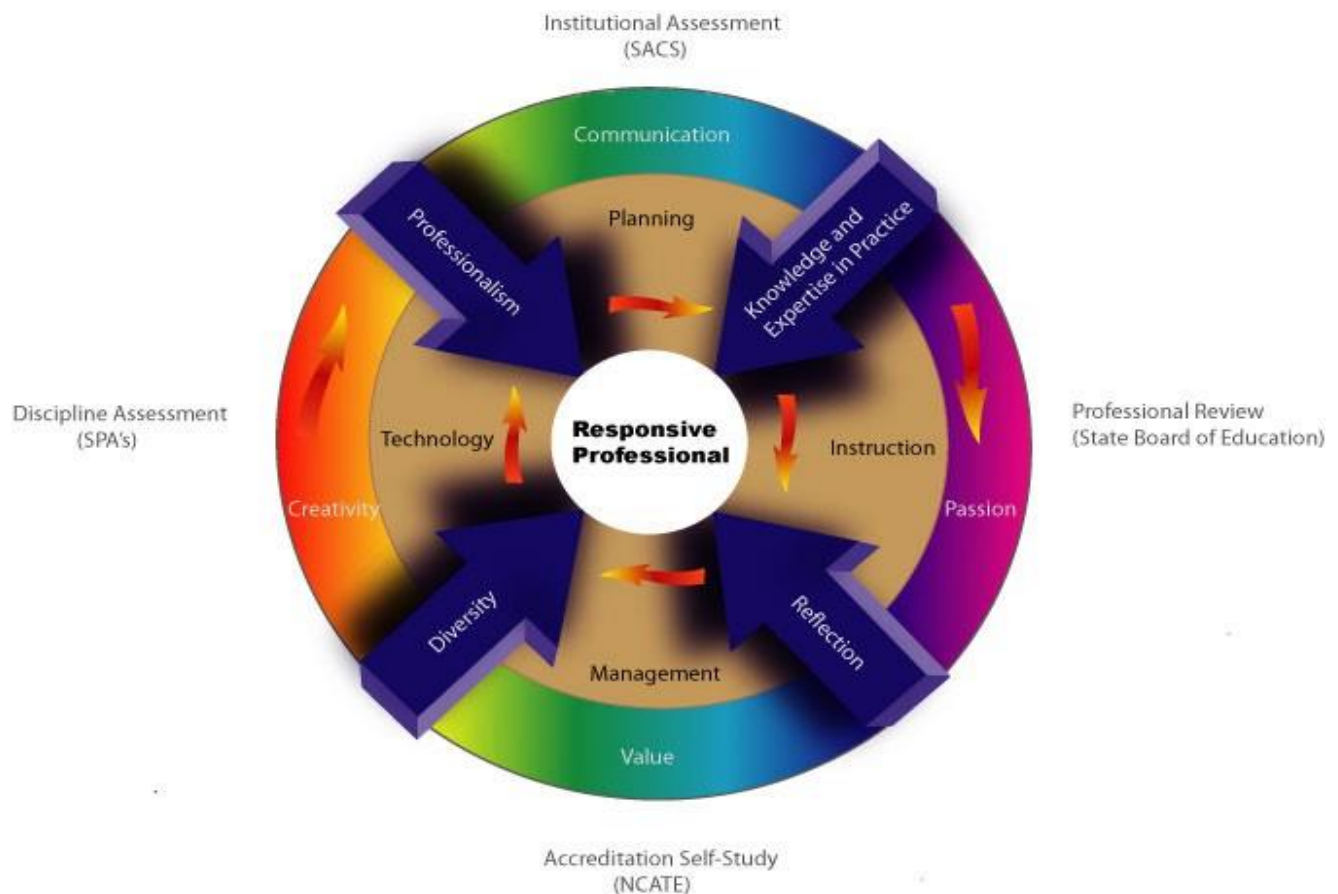 Institutional Assessment
(SACS)
Communication
Planning
Professionalism
Knowledge and
Expertise in Practice
Discipline Assessment
(SPA's)
Technology
Responsive
Professional
Instruction
Professional Review
(State Board of Education)
Creativity
Passion
Diversity
Reflection
Management
Value
Accreditation Self-Study
(NCATE)